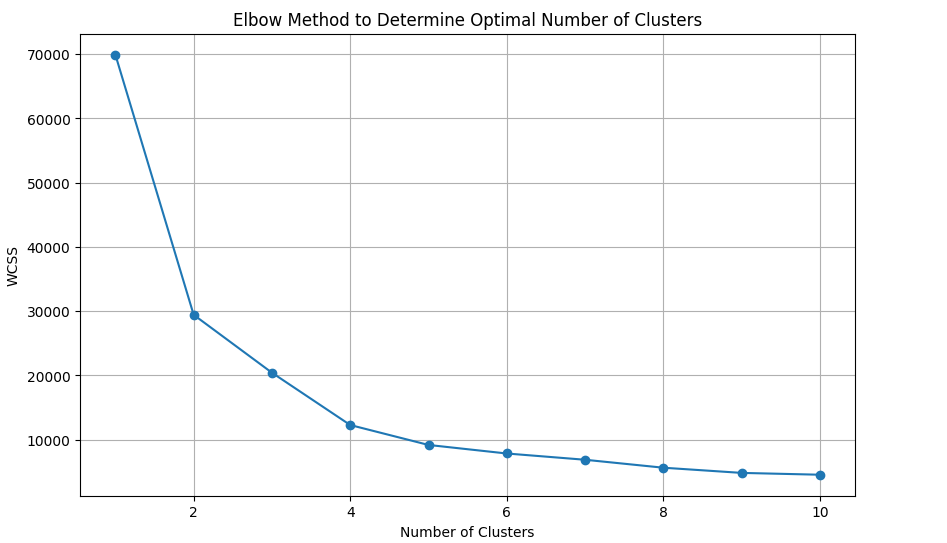 Elbow Method to Determine Optimal Number of Clusters
70000
60000
50000
40000
30000
20000
10000
WCSS
2 4 6 8 10
Number of Clusters